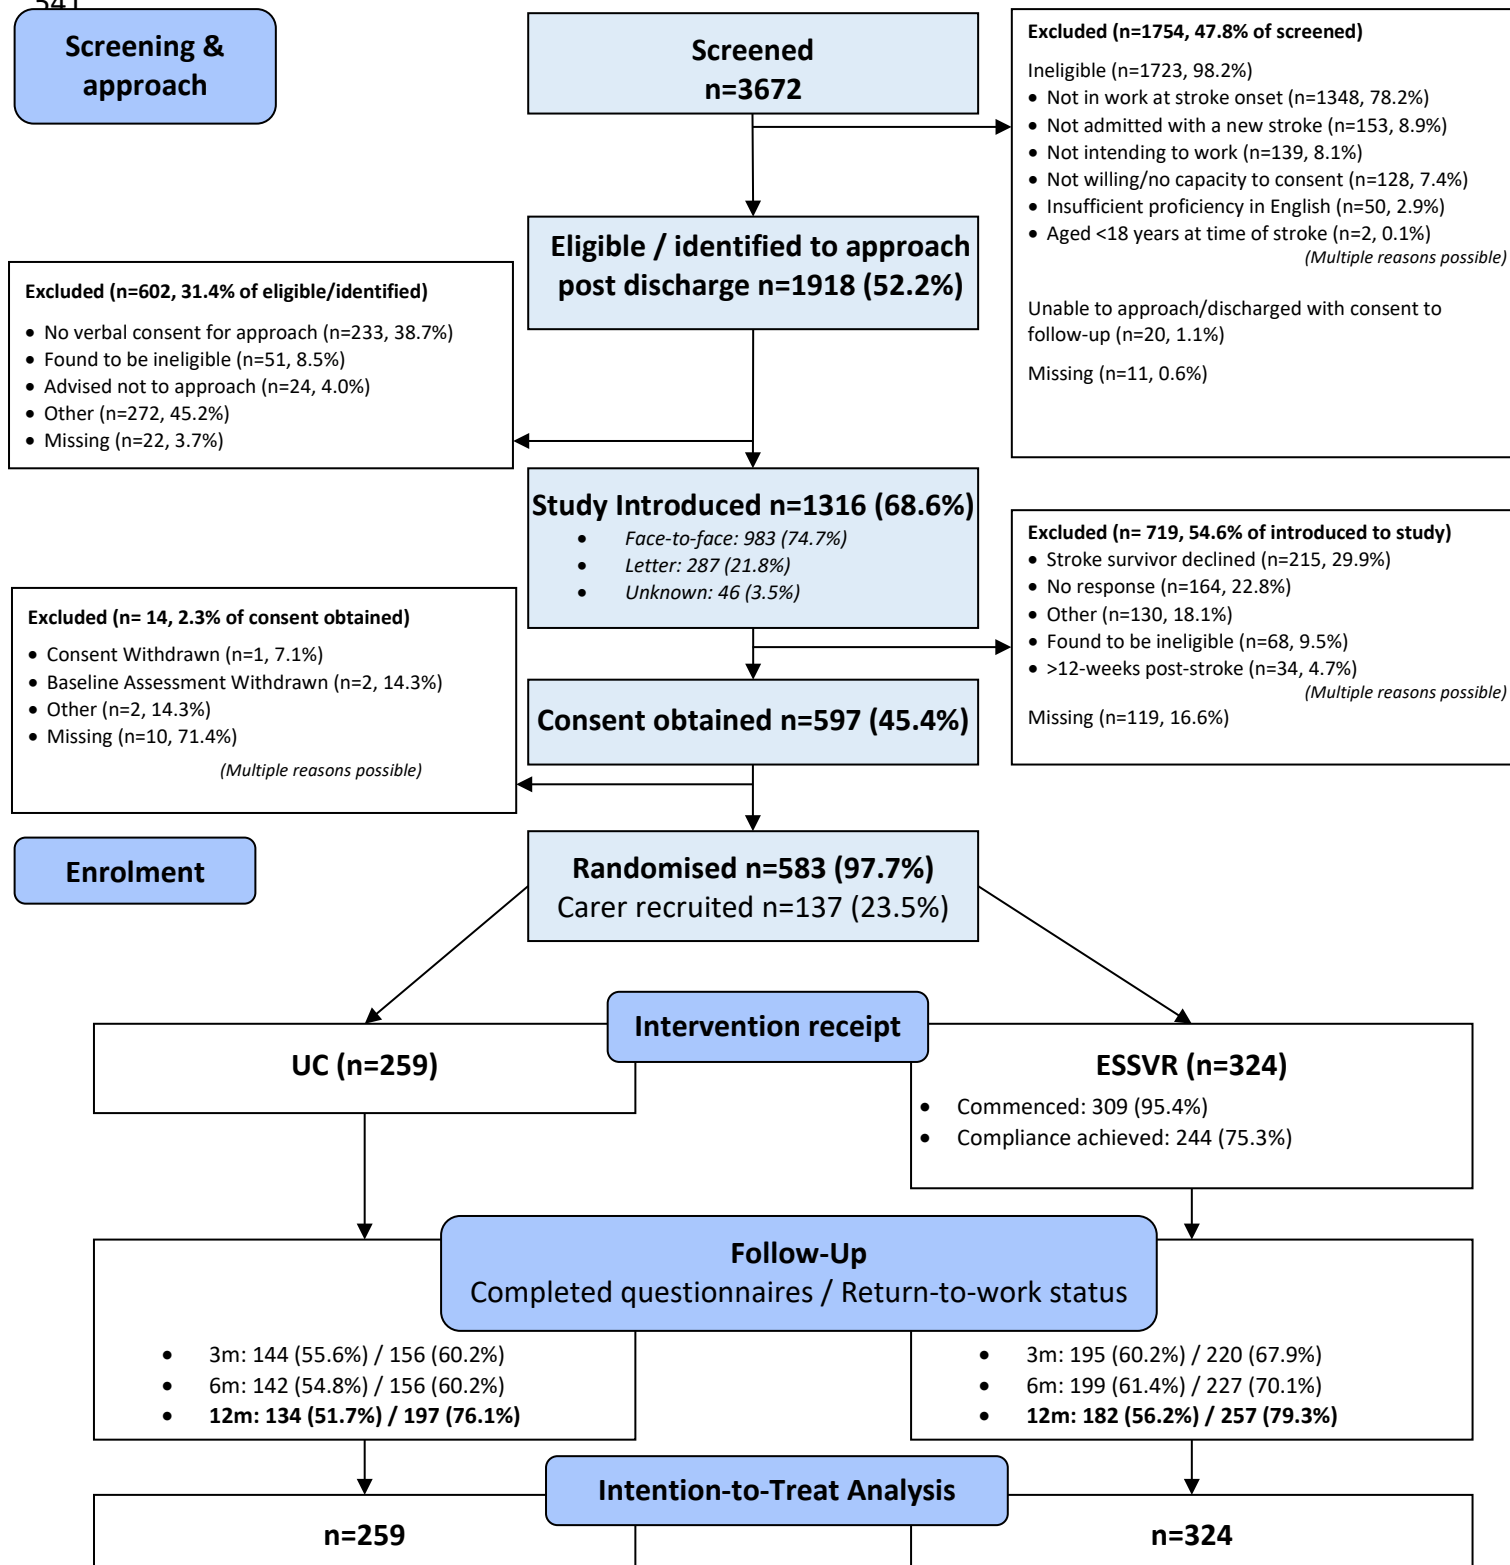 341
Screening &
approach
Screened
n=3672
Excluded (n=1754, 47.8% of screened)
Ineligible (n=1723, 98.2%)
• Not in work at stroke onset (n=1348, 78.2%)
• Not admitted with a new stroke (n=153, 8.9%)
• Not intending to work (n=139, 8.1%)
• Not willing/no capacity to consent (n=128, 7.4%)
• Insufficient proficiency in English (n=50, 2.9%)
• Aged <18 years at time of stroke (n=2, 0.1%)
(Multiple reasons possible)
Unable to approach/discharged with consent to
follow-up (n=20, 1.1%)
Missing (n=11, 0.6%)
Eligible / identified to approach
post discharge n=1918 (52.2%)
Excluded (n=602, 31.4% of eligible/identified)
• No verbal consent for approach (n=233, 38.7%)
• Found to be ineligible (n=51, 8.5%)
• Advised not to approach (n=24, 4.0%)
• Other (n=272, 45.2%)
• Missing (n=22, 3.7%)
Study Introduced n=1316 (68.6%)
• Face-to-face: 983 (74.7%)
• Letter: 287 (21.8%)
• Unknown: 46 (3.5%)
Excluded (n= 719, 54.6% of introduced to study)
• Stroke survivor declined (n=215, 29.9%)
• No response (n=164, 22.8%)
• Other (n=130, 18.1%)
• Found to be ineligible (n=68, 9.5%)
• >12-weeks post-stroke (n=34, 4.7%)
(Multiple reasons possible)
Missing (n=119, 16.6%)
Consent obtained n=597 (45.4%)
Excluded (n= 14, 2.3% of consent obtained)
• Consent Withdrawn (n=1, 7.1%)
• Baseline Assessment Withdrawn (n=2, 14.3%)
• Other (n=2, 14.3%)
• Missing (n=10, 71.4%)
(Multiple reasons possible)
Enrolment
Randomised n=583 (97.7%)
Carer recruited n=137 (23.5%)
Intervention receipt
UC (n=259)
ESSVR (n=324)
• Commenced: 309 (95.4%)
• Compliance achieved: 244 (75.3%)
Follow-Up
Completed questionnaires / Return-to-work status
• 3m: 144 (55.6%) / 156 (60.2%)
• 6m: 142 (54.8%) / 156 (60.2%)
• 12m: 134 (51.7%) / 197 (76.1%)
• 3m: 195 (60.2%) / 220 (67.9%)
• 6m: 199 (61.4%) / 227 (70.1%)
• 12m: 182 (56.2%) / 257 (79.3%)
Intention-to-Treat Analysis
n=259
n=324